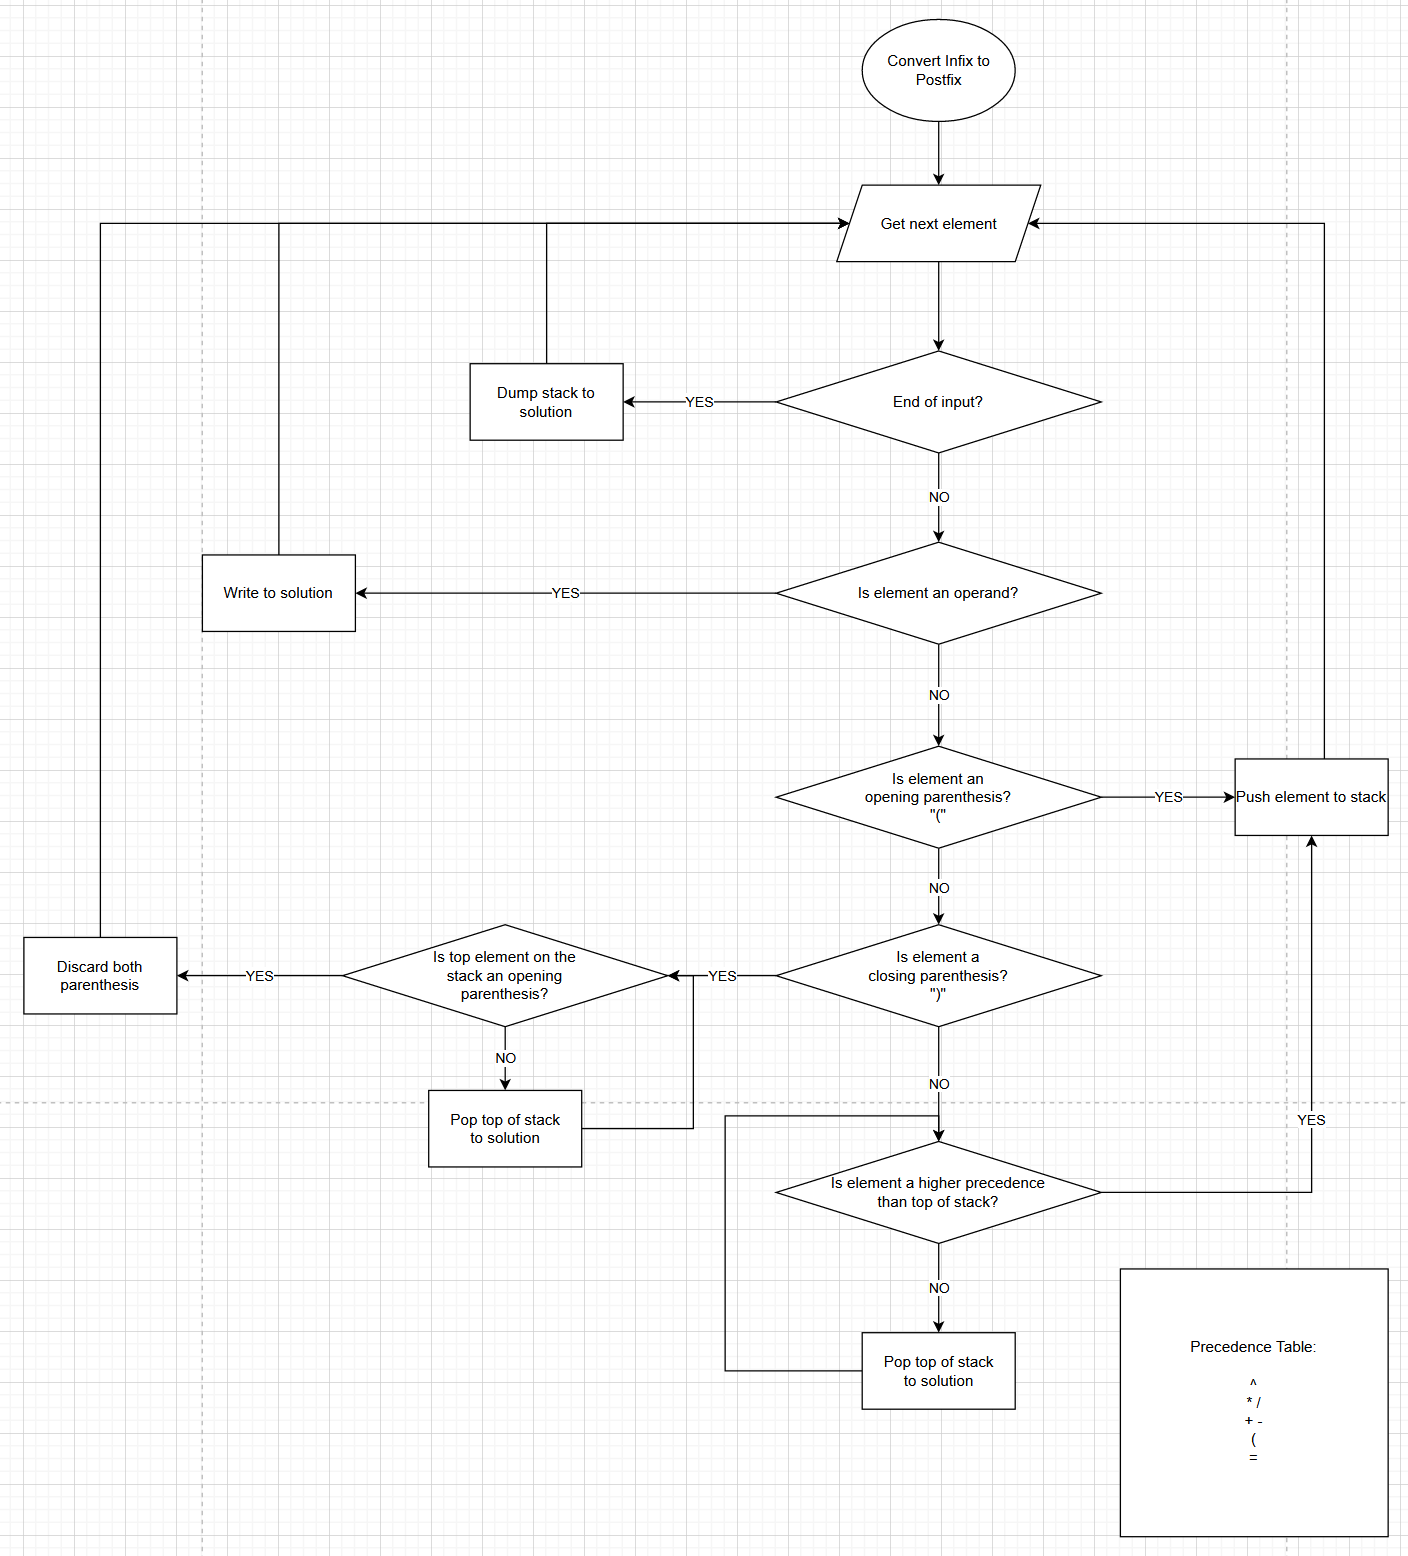 Convert Infix to
Postfix
Get next element
End of input?
YES
Dump stack to
solution
NO
Is element an operand?
YES
Write to solution
NO
Is element an
opening parenthesis?
"("
YES
Push element to stack
NO
Is element a
closing parenthesis?
")"
YES
Is top element on the
stack an opening
parenthesis?
YES
Discard both
parenthesis
NO
Pop top of stack
to solution
NO
Is element a higher precedence
than top of stack?
YES
NO
Pop top of stack
to solution
Precedence Table:
^
* /
+ -
(
=